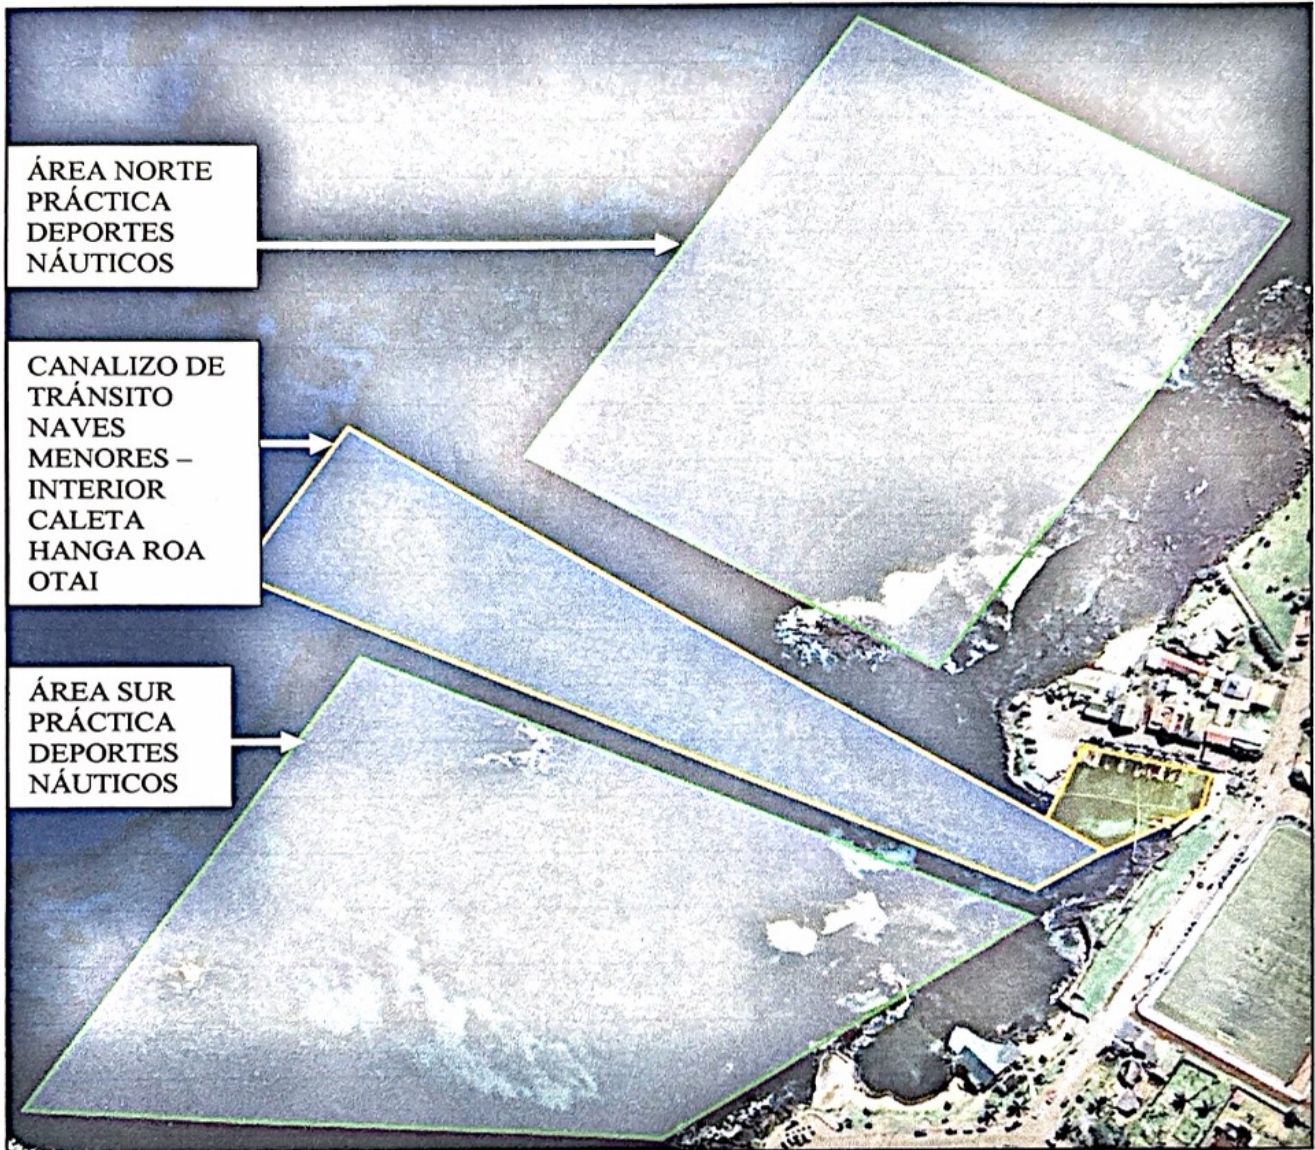 ÁREA NORTE
PRÁCTICA
DEPORTES
NÁUTICOS
CANALIZO DE
TRÁNSITO
NAVES
MENORES –
INTERIOR
CALETA
HANGA ROA
OTAI
ÁREA SUR
PRÁCTICA
DEPORTES
NÁUTICOS